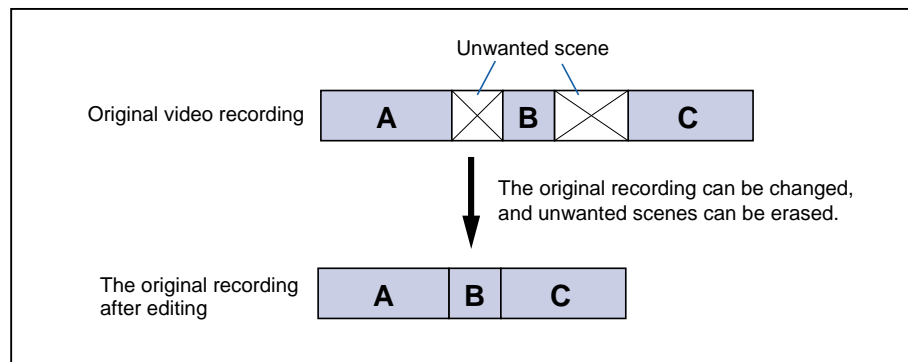 Unwanted scene
Original video recording
A B C
The original recording can be changed,
and unwanted scenes can be erased.
The original recording
after editing
A B C